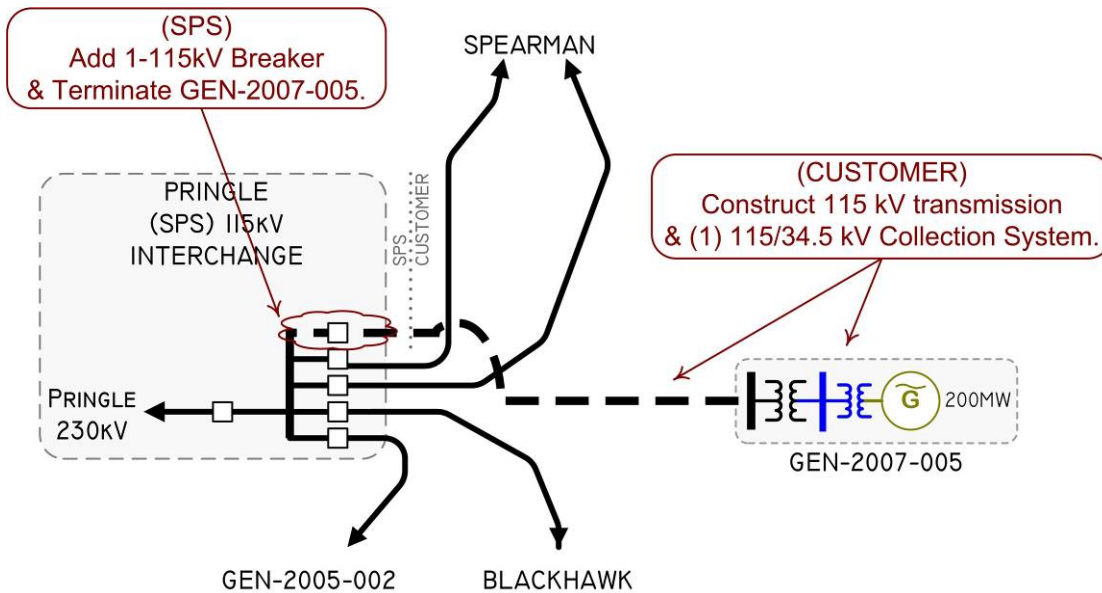 (SPS)
Add 1-115kV Breaker
& Terminate GEN-2007-005.
SPEARMAN
(CUSTOMER)
Construct 115 kV transmission
& (1) 115/34.5 kV Collection System.
PRINGLE
(SPS) 115KV
INTERCHANGE
SPS
CUSTOMER
PRINGLE
230KV
G
200MW
GEN-2007-005
GEN-2005-002
BLACKHAWK